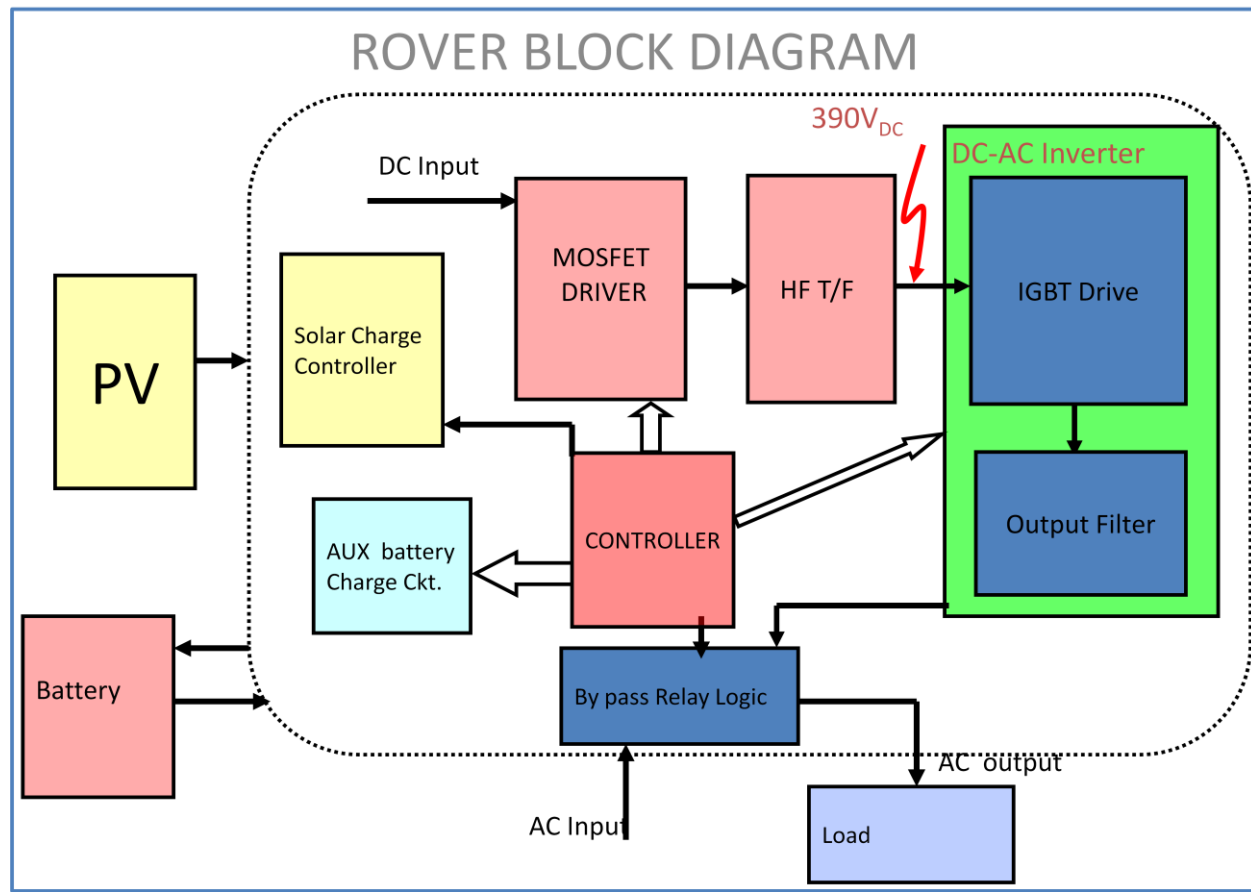 ROVER BLOCK DIAGRAM
390V_DC
DC-AC Inverter
DC Input
MOSFET
DRIVER
HF T/F
IGBT Drive
Solar Charge
Controller
PV
Output Filter
CONTROLLER
AUX  battery
Charge Ckt.
Battery
By pass Relay Logic
AC  output
AC Input
Load